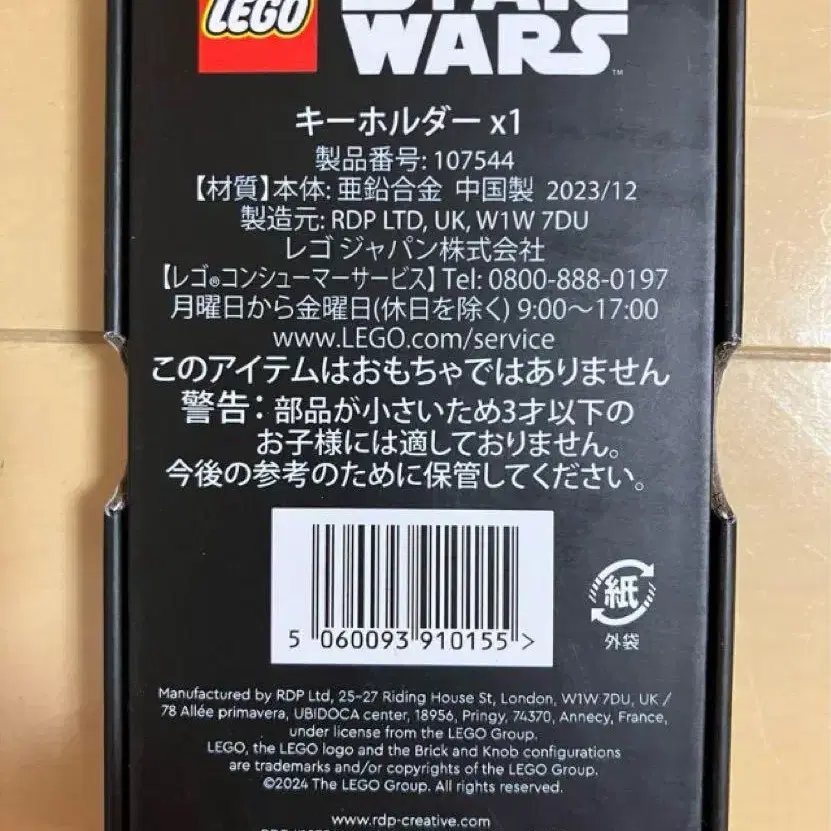 LEGO
STAR
WARS™
キーホルダー x1
製品番号: 107544
【材質】本体: 亜鉛合金 中国製 2023/12
製造元: RDP LTD, UK, W1W 7DU
レゴ ジャパン株式会社
【レゴ®コンシューマーサービス】 Tel: 0800-888-0197
月曜日から金曜日(休日を除く) 9:00～17:00
www.LEGO.com/service
このアイテムはおもちゃではありません
警告：部品が小さいため3才以下の
お子様には適しておりません。
今後の参考のために保管してください。
5 060093 910155 >
紙
外袋
Manufactured by RDP Ltd, 25-27 Riding House St, London, W1W 7DU, UK /
78 Allée primavera, UBIDOCA center, 18956, Pringy, 74370, Annecy, France,
under license from the LEGO Group.
LEGO, the LEGO logo and the Brick and Knob configurations
are trademarks and/or copyrights of the LEGO Group.
©2024 The LEGO Group. All rights reserved.
www.rdp-creative.com